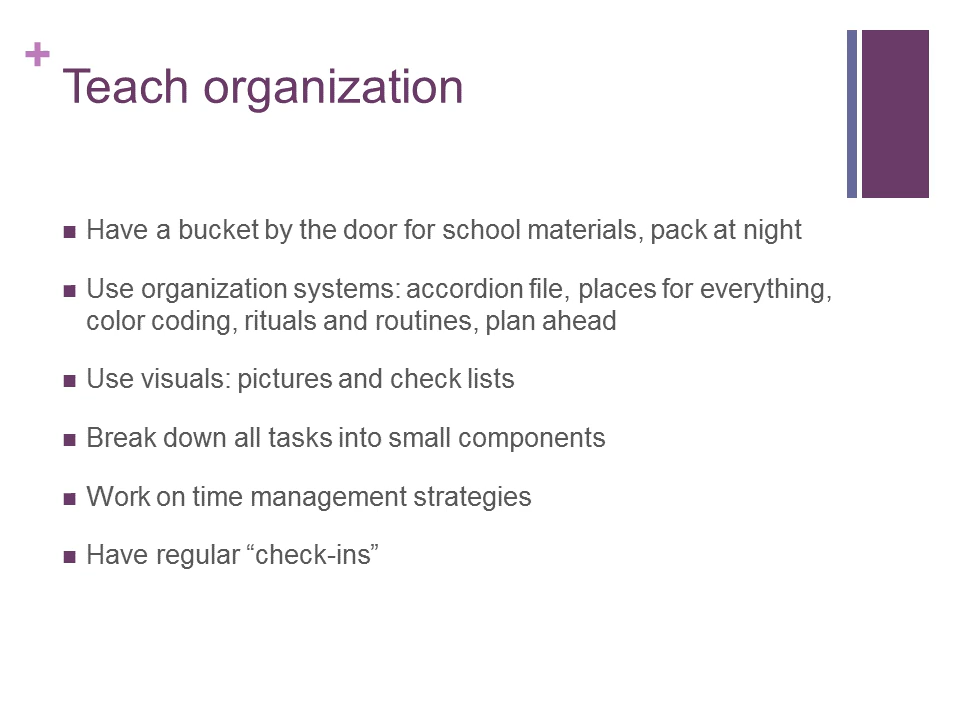 +
Teach organization
■ Have a bucket by the door for school materials, pack at night
■ Use organization systems: accordion file, places for everything,
color coding, rituals and routines, plan ahead
■ Use visuals: pictures and check lists
■ Break down all tasks into small components
■ Work on time management strategies
■ Have regular “check-ins”